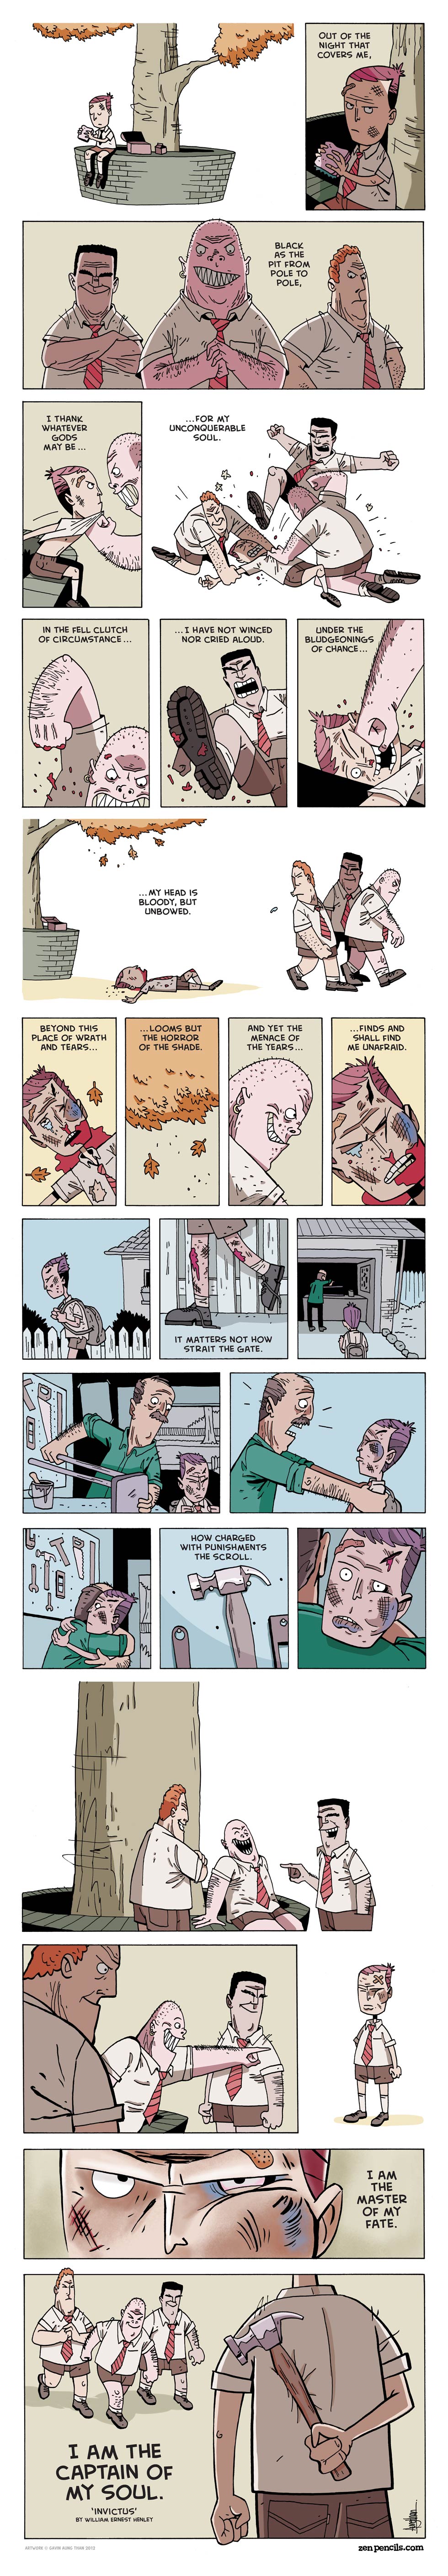 OUT OF THE
NIGHT THAT
COVERS ME,
BLACK
AS THE
PIT FROM
POLE TO
POLE,
I THANK
WHATEVER
GODS
MAY BE...
...FOR MY
UNCONQUERABLE
SOUL.
IN THE FELL CLUTCH
OF CIRCUMSTANCE...
...I HAVE NOT WINCED
NOR CRIED ALOUD.
UNDER THE
BLUDGEONINGS
OF CHANCE...
...MY HEAD IS
BLOODY, BUT
UNBOWED.
BEYOND THIS
PLACE OF WRATH
AND TEARS...
...LOOMS BUT
THE HORROR
OF THE SHADE.
AND YET THE
MENACE OF
THE YEARS...
...FINDS AND
SHALL FIND
ME UNAFRAID.
IT MATTERS NOT HOW
STRAIT THE GATE.
HOW CHARGED
WITH PUNISHMENTS
THE SCROLL.
I AM
THE
MASTER
OF MY
FATE.
I AM THE
CAPTAIN OF
MY SOUL.
'INVICTUS'
BY WILLIAM ERNEST HENLEY
ARTWORK © GAVIN AUNG THAN 2013
zenpencils.com